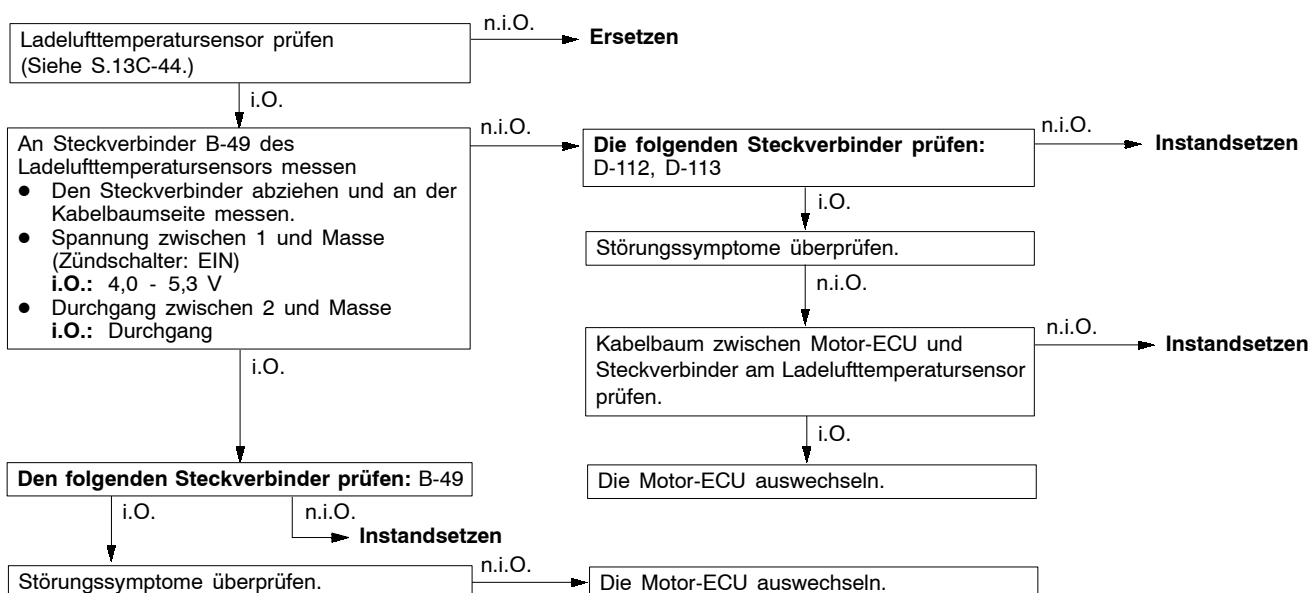 Ladelufttemperatursensor prüfen
(Siehe S.13C-44.)
n.i.O.
Ersetzen
i.O.
An Steckverbinder B-49 des
Ladelufttemperatursensors messen
● Den Steckverbinder abziehen und an der
Kabelbaumseite messen.
● Spannung zwischen 1 und Masse
(Zündschalter: EIN)
i.O.: 4,0 - 5,3 V
● Durchgang zwischen 2 und Masse
i.O.: Durchgang
n.i.O.
Die folgenden Steckverbinder prüfen:
D-112, D-113
n.i.O.
Instandsetzen
i.O.
Störungssymptome überprüfen.
n.i.O.
Kabelbaum zwischen Motor-ECU und
Steckverbinder am Ladelufttemperatursensor
prüfen.
n.i.O.
Instandsetzen
i.O.
Die Motor-ECU auswechseln.
i.O.
Den folgenden Steckverbinder prüfen: B-49
i.O.
n.i.O.
Instandsetzen
Störungssymptome überprüfen.
n.i.O.
Die Motor-ECU auswechseln.